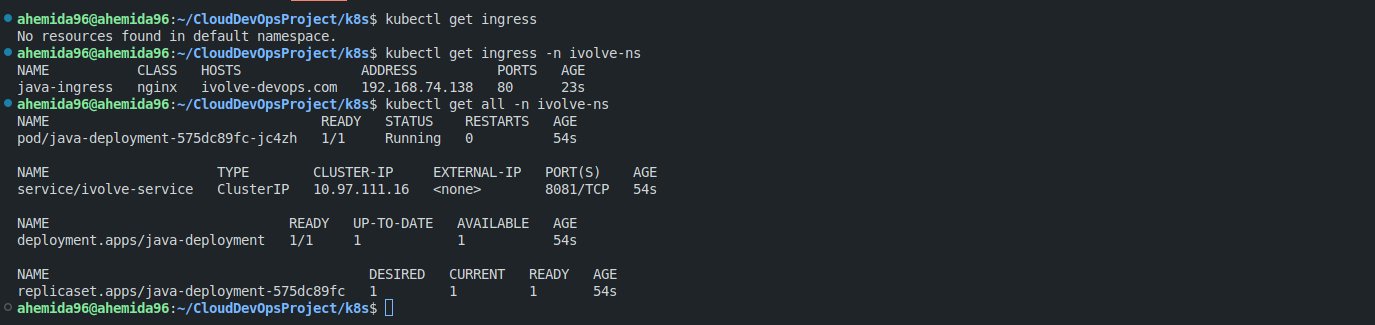 ahemida96@ahemida96:~/CloudDevOpsProject/k8s$ kubectl get ingress
No resources found in default namespace.
ahemida96@ahemida96:~/CloudDevOpsProject/k8s$ kubectl get ingress -n ivolve-ns
NAME           CLASS   HOSTS               ADDRESS          PORTS   AGE
java-ingress   nginx   ivolve-devops.com   192.168.74.138   80      23s
ahemida96@ahemida96:~/CloudDevOpsProject/k8s$ kubectl get all -n ivolve-ns
NAME                                  READY   STATUS    RESTARTS   AGE
pod/java-deployment-575dc89fc-jc4zh   1/1     Running   0          54s
NAME                     TYPE        CLUSTER-IP     EXTERNAL-IP   PORT(S)    AGE
service/ivolve-service   ClusterIP   10.97.111.16   <none>        8081/TCP   54s
NAME                              READY   UP-TO-DATE   AVAILABLE   AGE
deployment.apps/java-deployment   1/1     1            1           54s
NAME                                        DESIRED   CURRENT   READY   AGE
replicaset.apps/java-deployment-575dc89fc   1         1         1       54s
ahemida96@ahemida96:~/CloudDevOpsProject/k8s$